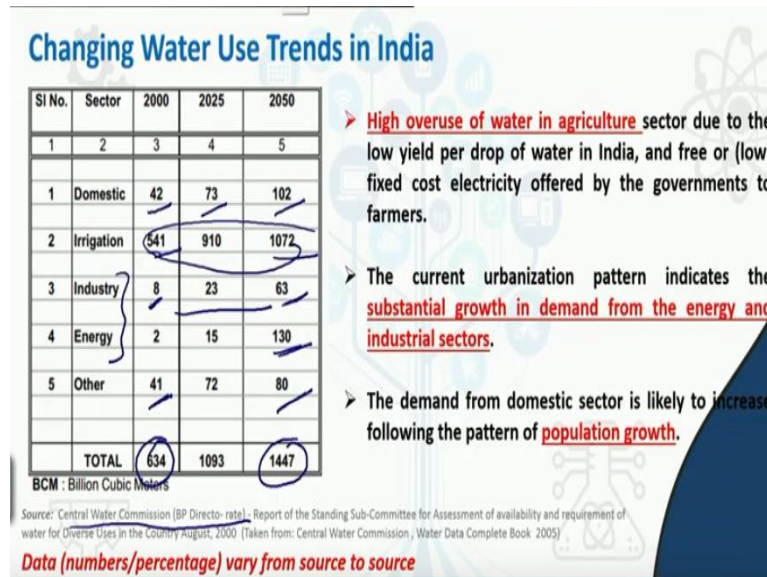 Changing Water Use Trends in India
Sl No. Sector 2000 2025 2050
1 2 3 4 5
1 Domestic 42 73 102
2 Irrigation 541 910 1072
3 Industry 8 23 63
4 Energy 2 15 130
5 Other 41 72 80
TOTAL 634 1093 1447
BCM : Billion Cubic Meters
High overuse of water in agriculture sector due to the
low yield per drop of water in India, and free or (low
fixed cost electricity offered by the governments to
farmers.
The current urbanization pattern indicates the
substantial growth in demand from the energy and
industrial sectors.
The demand from domestic sector is likely to increase
following the pattern of population growth.
Source: Central Water Commission (BP Directo- rate) - Report of the Standing Sub-Committee for Assessment of availability and requirement of
water for Diverse Uses in the Country August, 2000 (Taken from: Central Water Commission , Water Data Complete Book 2005)
Data (numbers/percentage) vary from source to source